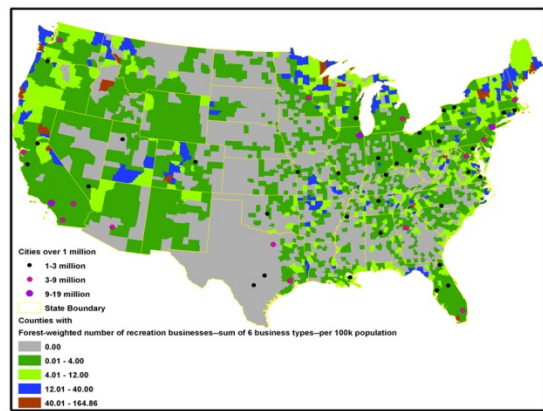 Cities over 1 million
1-3 million
3-9 million
9-19 million
State Boundary
Counties with
Forest-weighted number of recreation businesses--sum of 6 business types--per 100k population
0.00
0.01 - 4.00
4.01 - 12.00
12.01 - 40.00
40.01 - 164.86